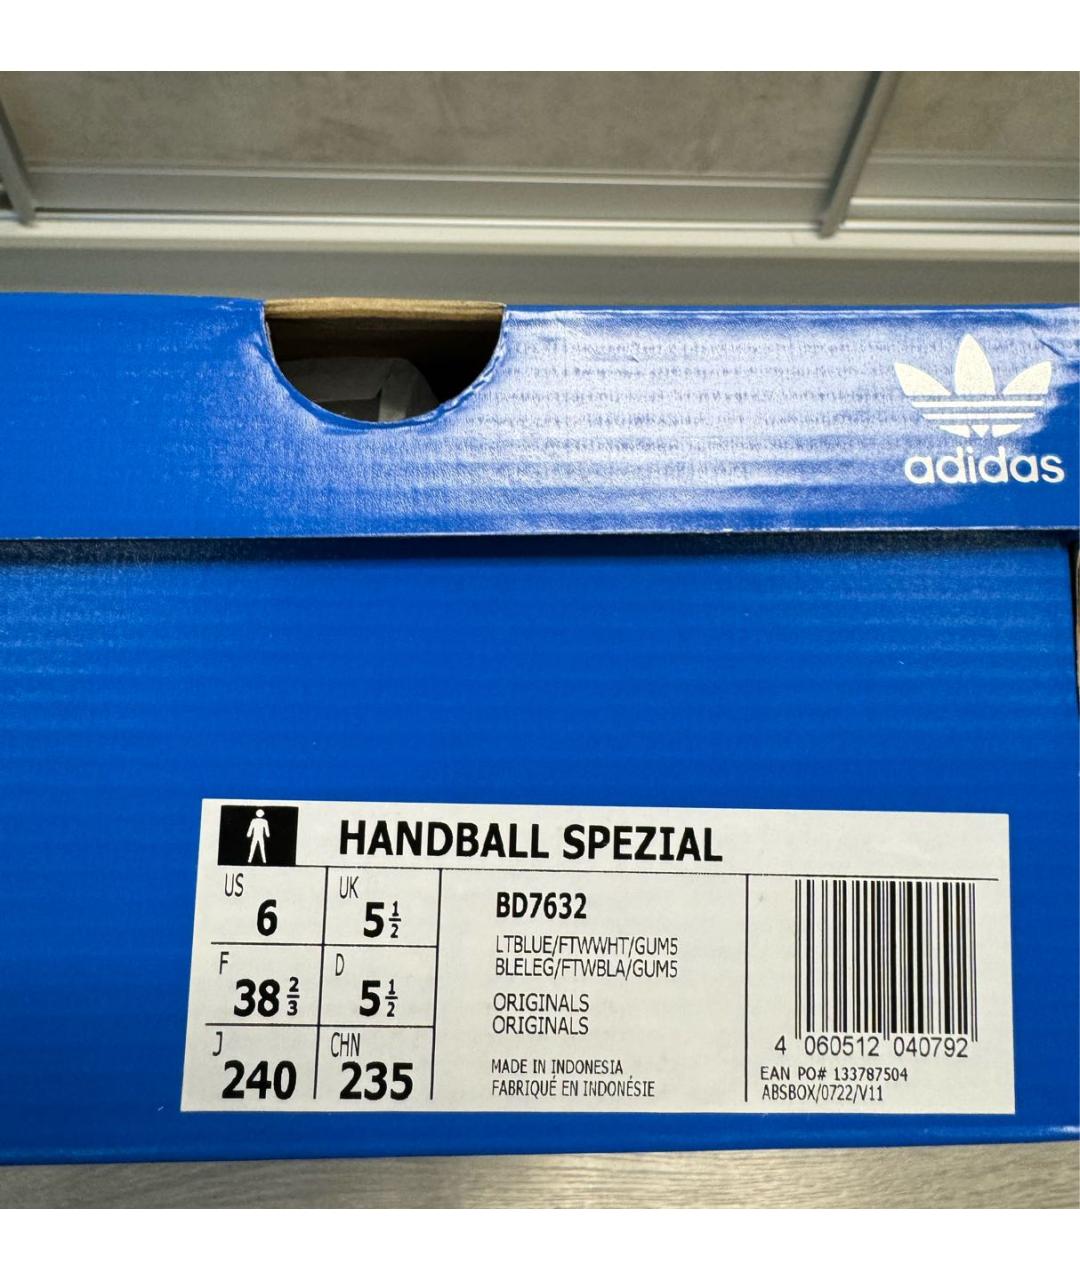 adidas
HANDBALL SPEZIAL
US
6
UK
5 1/2
F
38 2/3
D
5 1/2
J
240
CHN
235
BD7632
LTBLUE/FTWWHT/GUM5
BLELEG/FTWBLA/GUM5
ORIGINALS
ORIGINALS
MADE IN INDONESIA
FABRIQUÉ EN INDONÉSIE
4 060512 040792
EAN PO# 133787504
ABSBOX/0722/V11